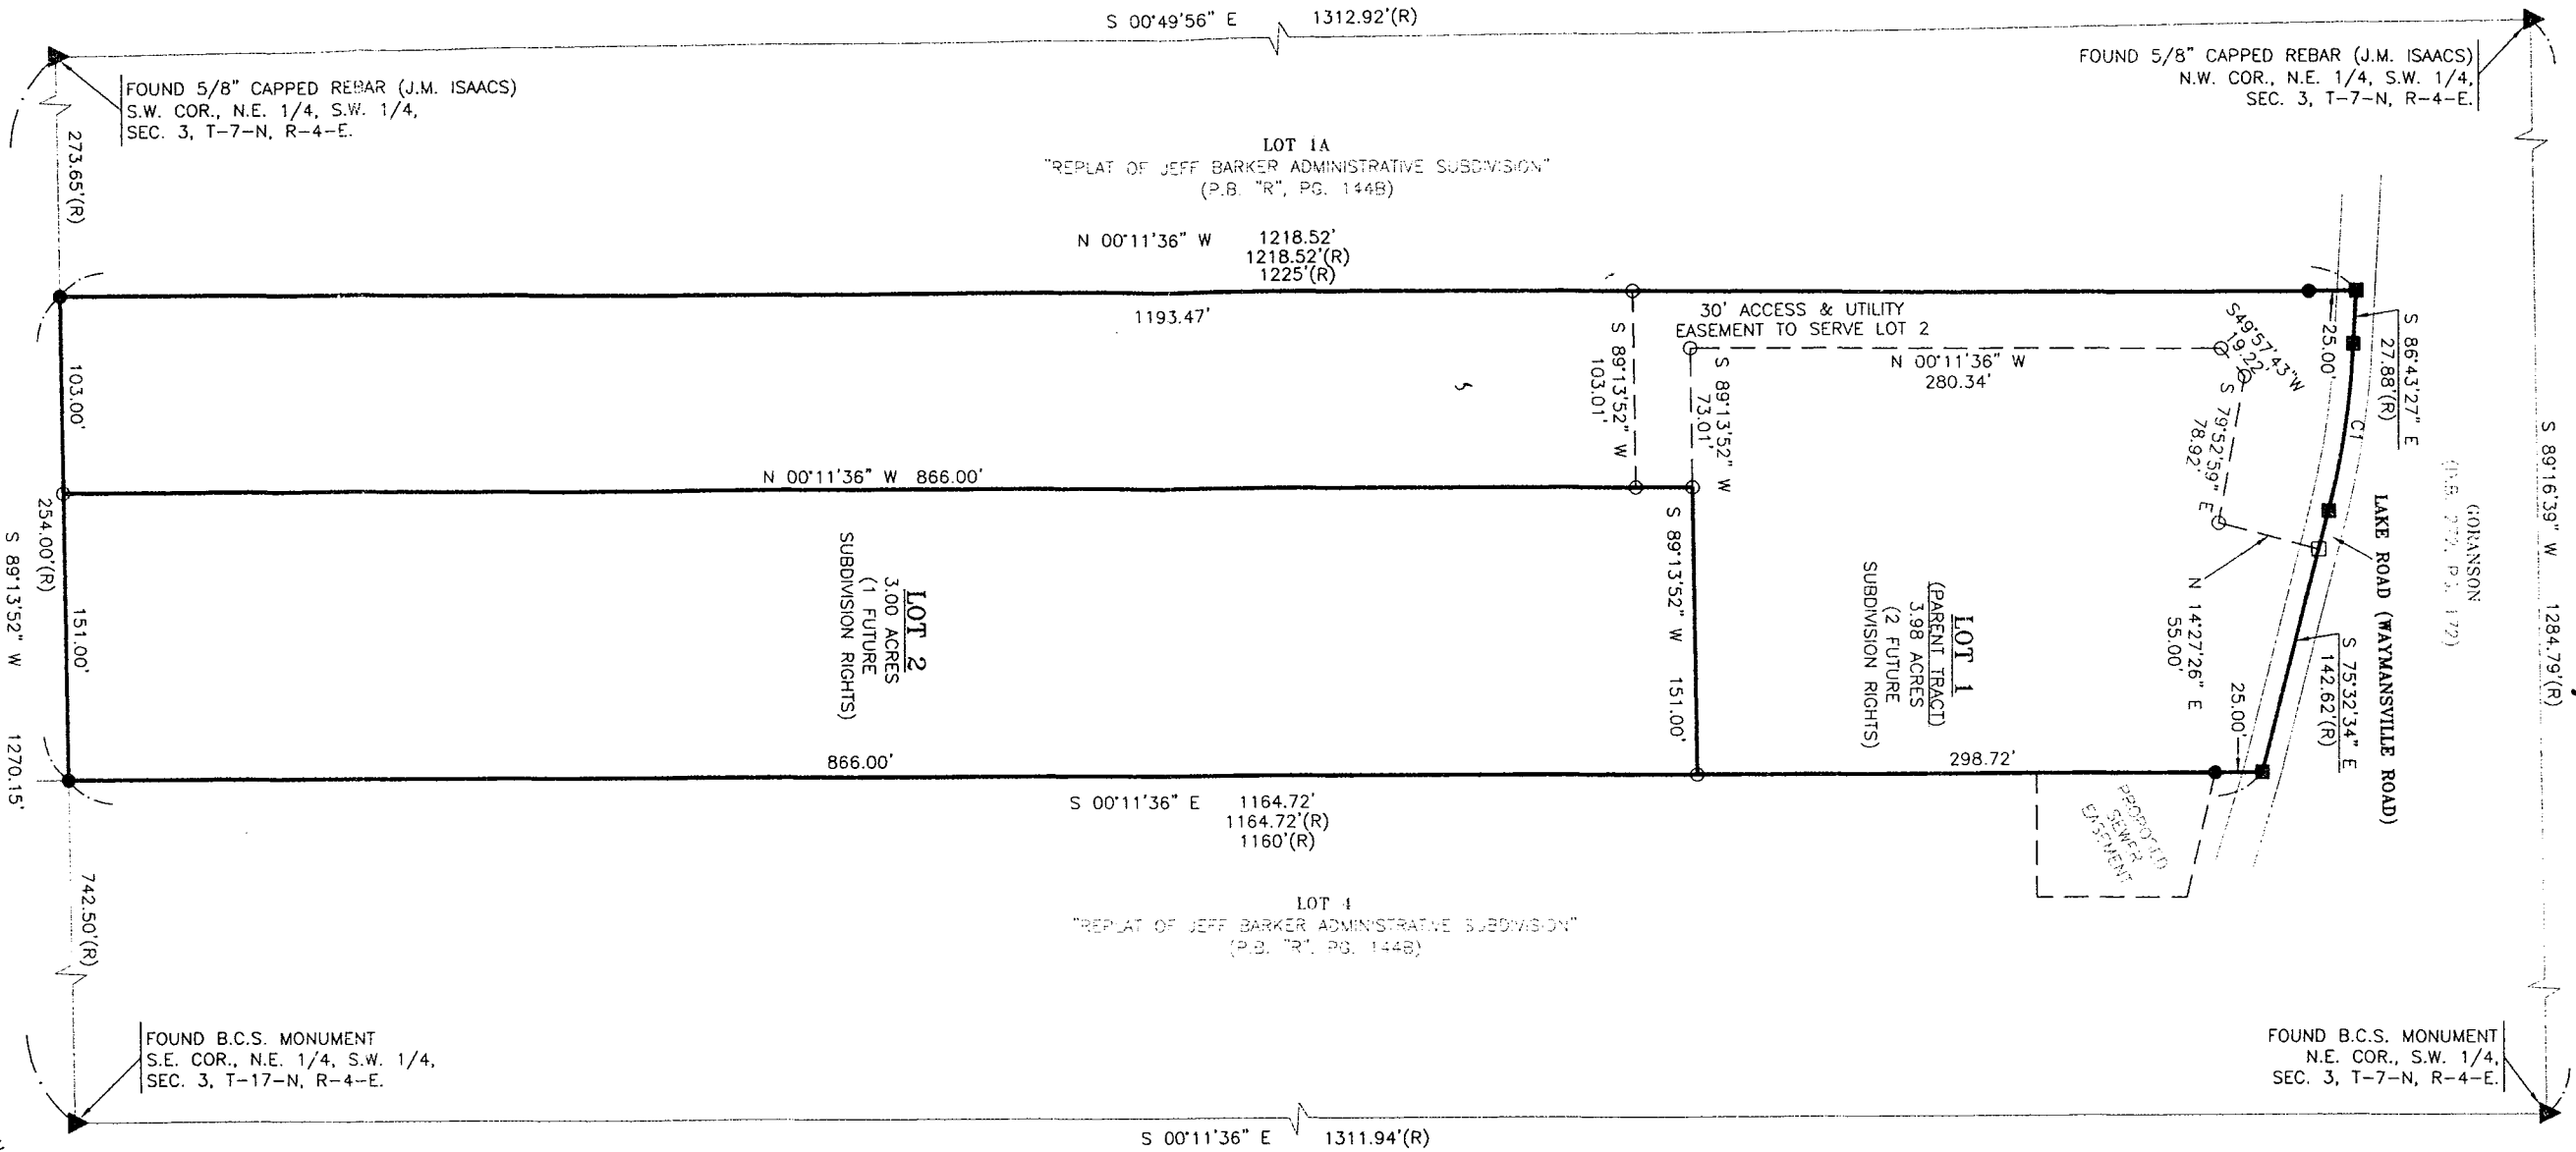 S 00°49'56" E 1312.92'(R)
FOUND 5/8" CAPPED REBAR (J.M. ISAACS)
S.W. COR., N.E. 1/4, S.W. 1/4,
SEC. 3, T-7-N, R-4-E.
FOUND 5/8" CAPPED REBAR (J.M. ISAACS)
N.W. COR., N.E. 1/4, S.W. 1/4,
SEC. 3, T-7-N, R-4-E.
273.65'(R)
LOT 1A
"REPLAT OF JEFF BARKER ADMINISTRATIVE SUBDIVISION"
(P.B. "R", PG. 144B)
N 00°11'36" W 1218.52'
1218.52'(R)
1225'(R)
1193.47'
30' ACCESS & UTILITY
EASEMENT TO SERVE LOT 2
N 00°11'36" W
280.34'
S 89°13'52" W
103.01'
S 89°13'52" W
73.01'
S49°57'43"W
19.22'
S 79°52'59" E
78.92'
25.00'
S 86°43'27" E
27.88'(R)
C1
S 89°16'39" W 1284.79'(R)
GORANSON
(D.B. 272, PG. 172)
LAKE ROAD (WAYMANSVILLE ROAD)
103.00'
N 00°11'36" W 866.00'
254.00'(R)
S 89°13'52" W 1270.15'
151.00'
LOT 2
3.00 ACRES
(1 FUTURE
SUBDIVISION RIGHTS)
S 89°13'52" W 151.00'
LOT 1
(PARENT TRACT)
3.98 ACRES
(2 FUTURE
SUBDIVISION RIGHTS)
N 14°27'26" E
55.00'
S 75°32'34" E
142.62'(R)
25.00'
866.00'
298.72'
S 00°11'36" E 1164.72'
1164.72'(R)
1160'(R)
PROPOSED
SEWER
EASEMENT
742.50'(R)
LOT 4
"REPLAT OF JEFF BARKER ADMINISTRATIVE SUBDIVISION"
(P.B. "R", PG. 144B)
FOUND B.C.S. MONUMENT
S.E. COR., N.E. 1/4, S.W. 1/4,
SEC. 3, T-17-N, R-4-E.
FOUND B.C.S. MONUMENT
N.E. COR., S.W. 1/4,
SEC. 3, T-7-N, R-4-E.
S 00°11'36" E 1311.94'(R)